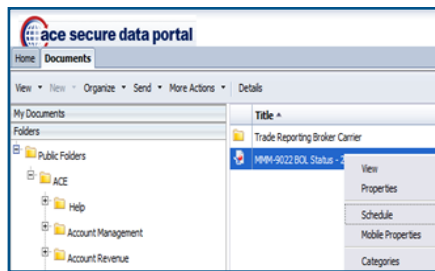 ace secure data portal
Home Documents
View New Organize Send More Actions Details
My Documents
Title
Folders
Trade Reporting Broker Carrier
Public Folders
MMM-9022 BOL Status - 2
View
ACE
Properties
Help
Schedule
Account Management
Mobile Properties
Account Revenue
Categories